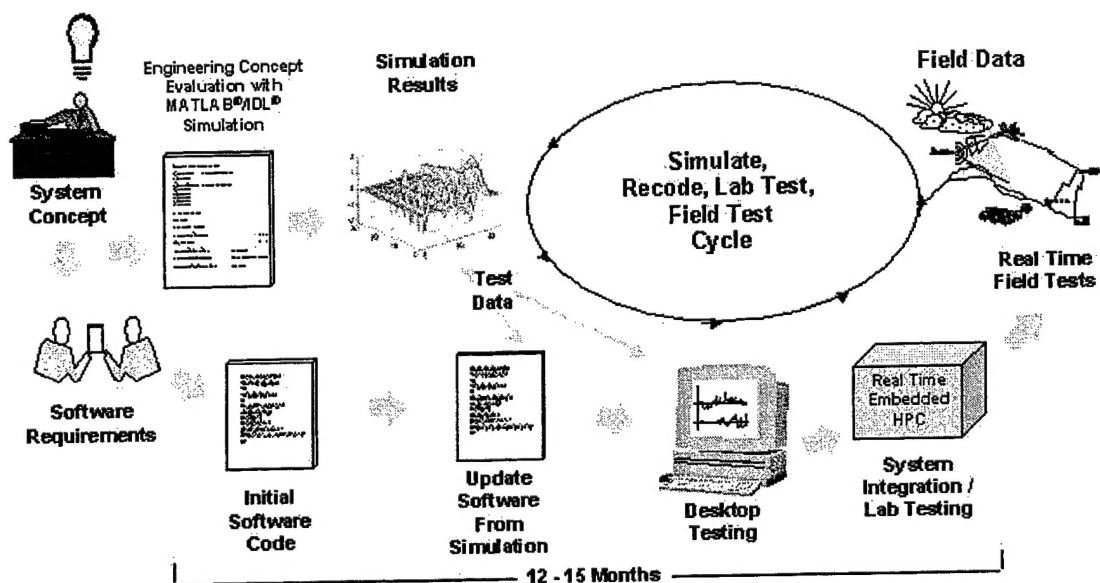 Engineering Concept
Evaluation with
MATLAB®/IDL®
Simulation
Simulation
Results
Field Data
System
Concept
Simulate,
Recode, Lab Test,
Field Test
Cycle
Test
Data
Real Time
Field Tests
Software
Requirements
Initial
Software
Code
Update
Software
From
Simulation
Desktop
Testing
Real Time
Embedded
HPC
System
Integration /
Lab Testing
12 - 15 Months